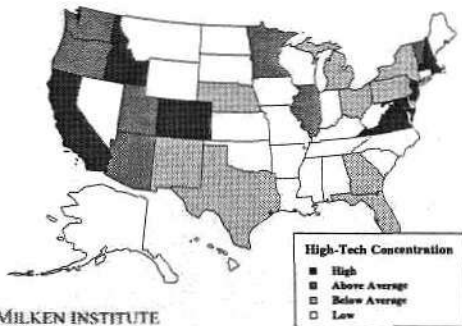 High-Tech Concentration
High
Above Average
Below Average
Low
MILKEN INSTITUTE